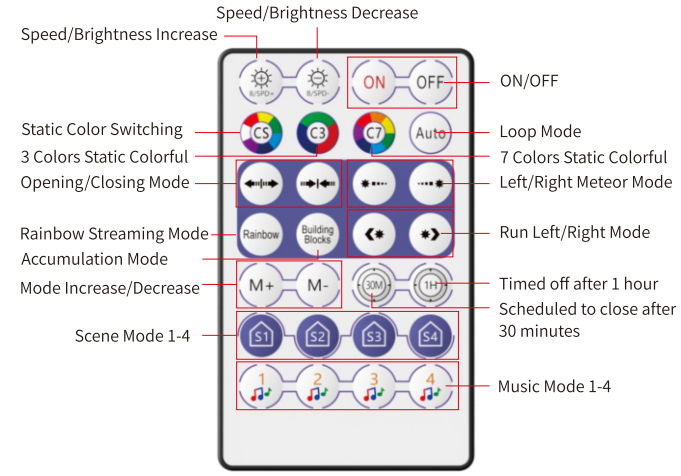 Speed/Brightness Decrease
Speed/Brightness Increase
B/SPD+
B/SPD-
ON
OFF
ON/OFF
Static Color Switching
CS
C3
C7
Auto
Loop Mode
3 Colors Static Colorful
7 Colors Static Colorful
Opening/Closing Mode
Left/Right Meteor Mode
Rainbow Streaming Mode
Rainbow
Building
Blocks
Run Left/Right Mode
Accumulation Mode
Mode Increase/Decrease
M+
M-
30M
1H
Timed off after 1 hour
Scheduled to close after
30 minutes
Scene Mode 1-4
S1
S2
S3
S4
1
2
3
4
Music Mode 1-4